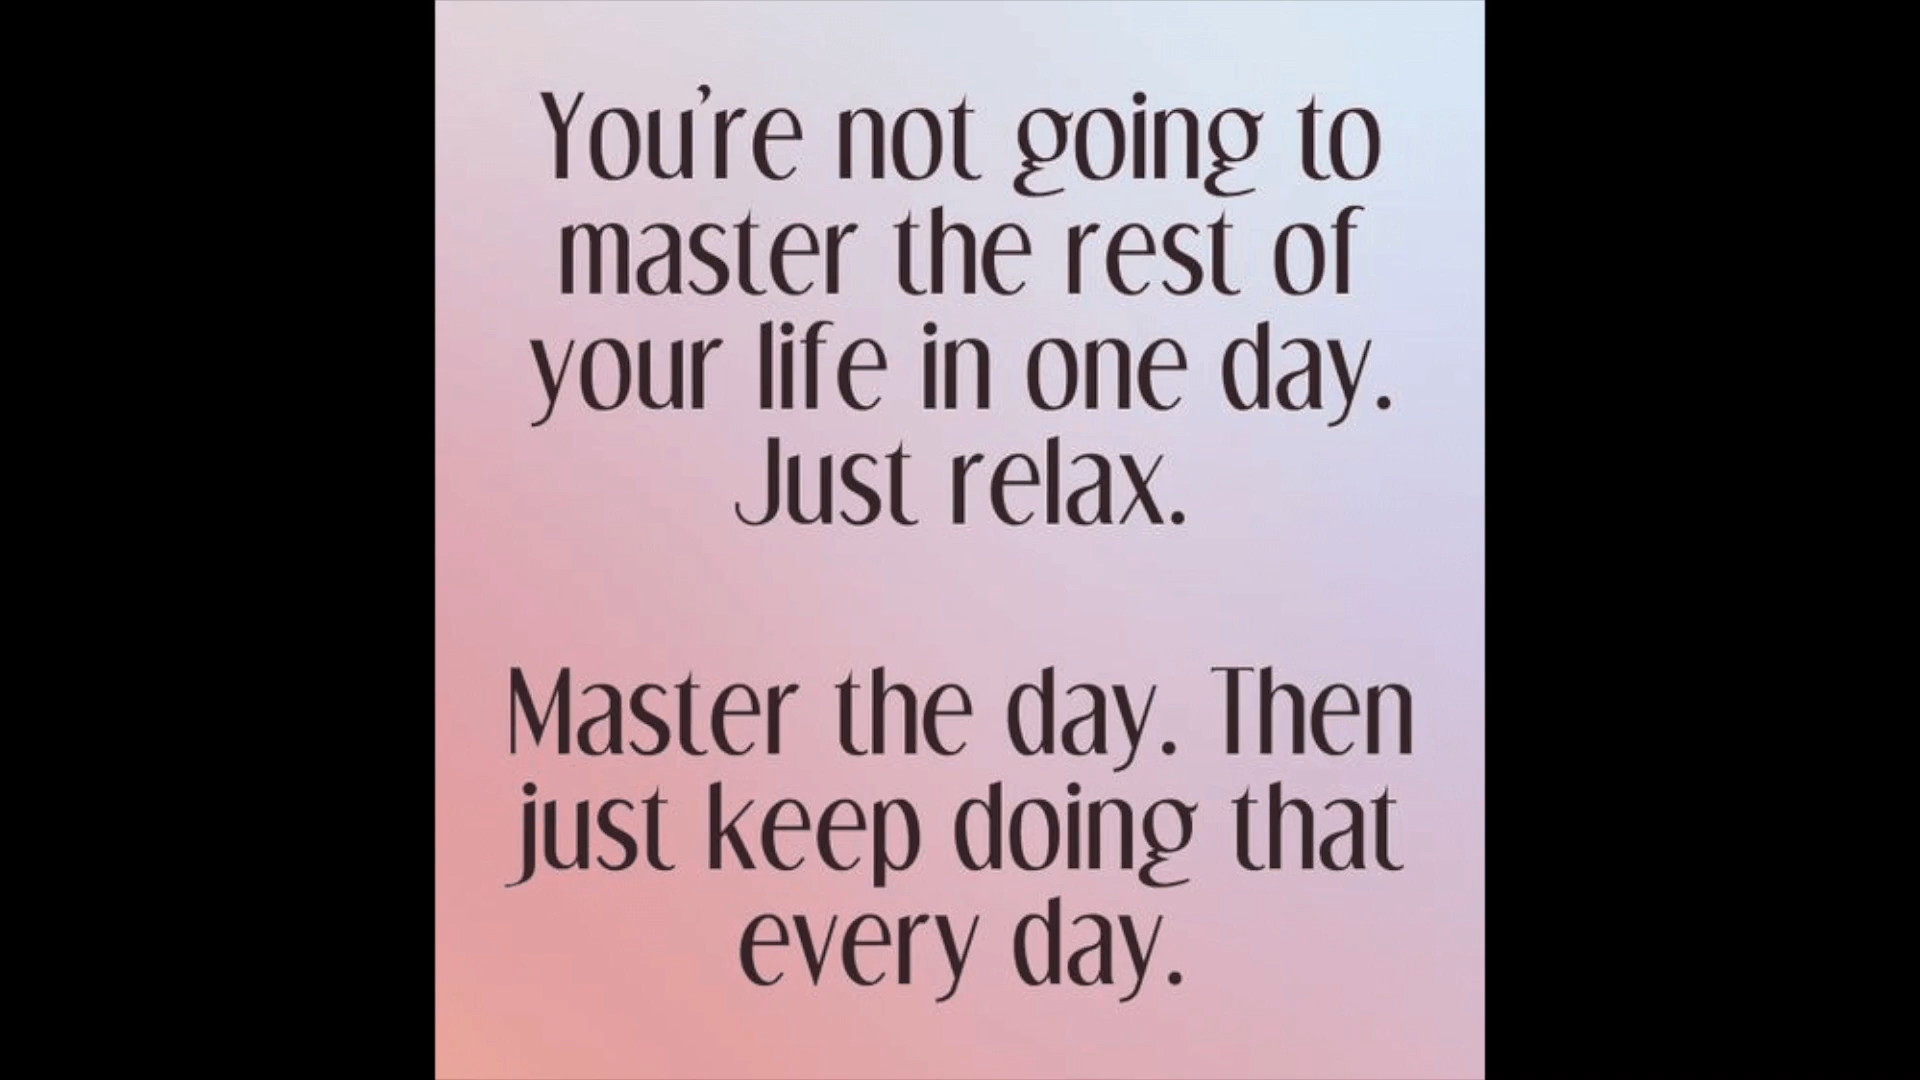 You're not going to
master the rest of
your life in one day.
Just relax.
Master the day. Then
just keep doing that
every day.